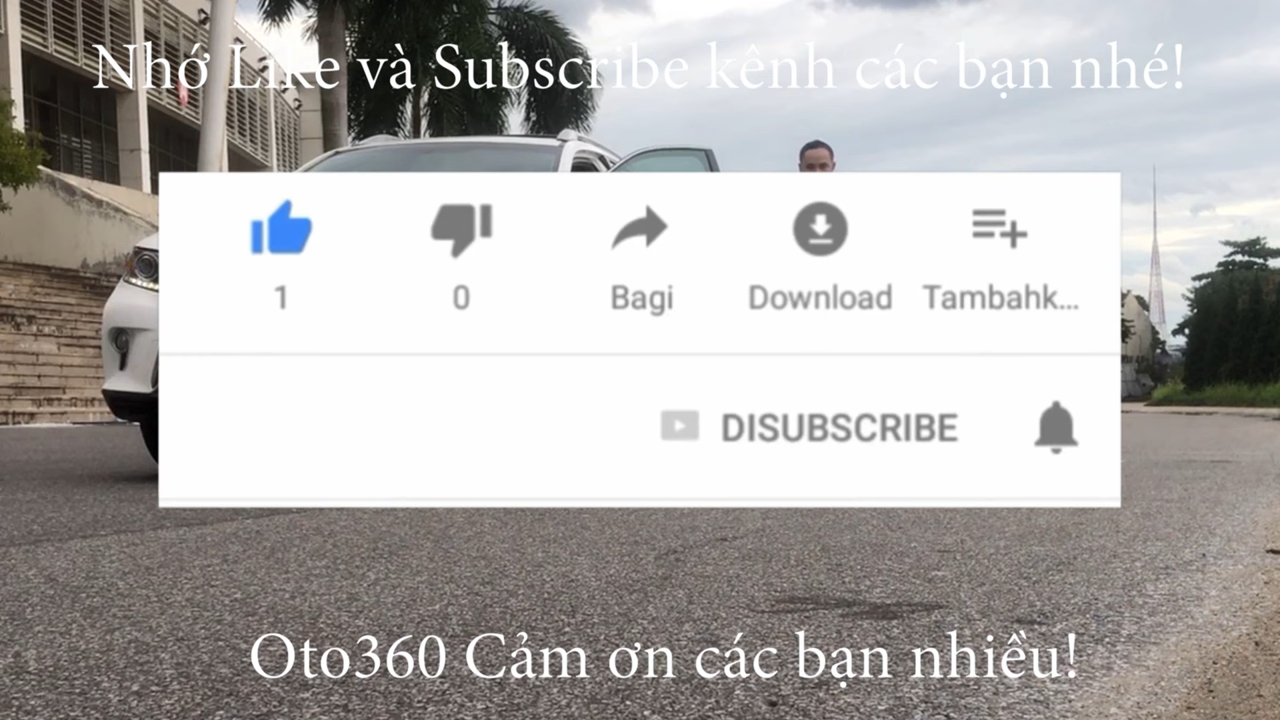 Nhớ Like và Subscribe kênh các bạn nhé!
1 0 Bagi Download Tambahk...
DISUBSCRIBE
Oto360 Cảm ơn các bạn nhiều!